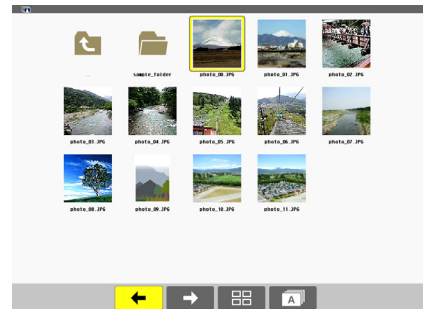 ..
sample_folder photo_00.JPG photo_01.JPG photo_02.JPG
photo_03.JPG photo_04.JPG photo_05.JPG photo_06.JPG photo_07.JPG
photo_08.JPG photo_09.JPG photo_10.JPG photo_11.JPG
A